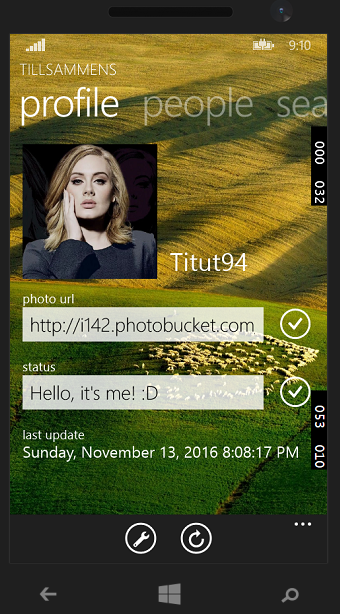 9:10
TILLSAMMENS
profile people sea
000 032
Titut94
photo url
http://i142.photobucket.com
status
Hello, it's me! :D
last update
Sunday, November 13, 2016 8:08:17 PM
053 010